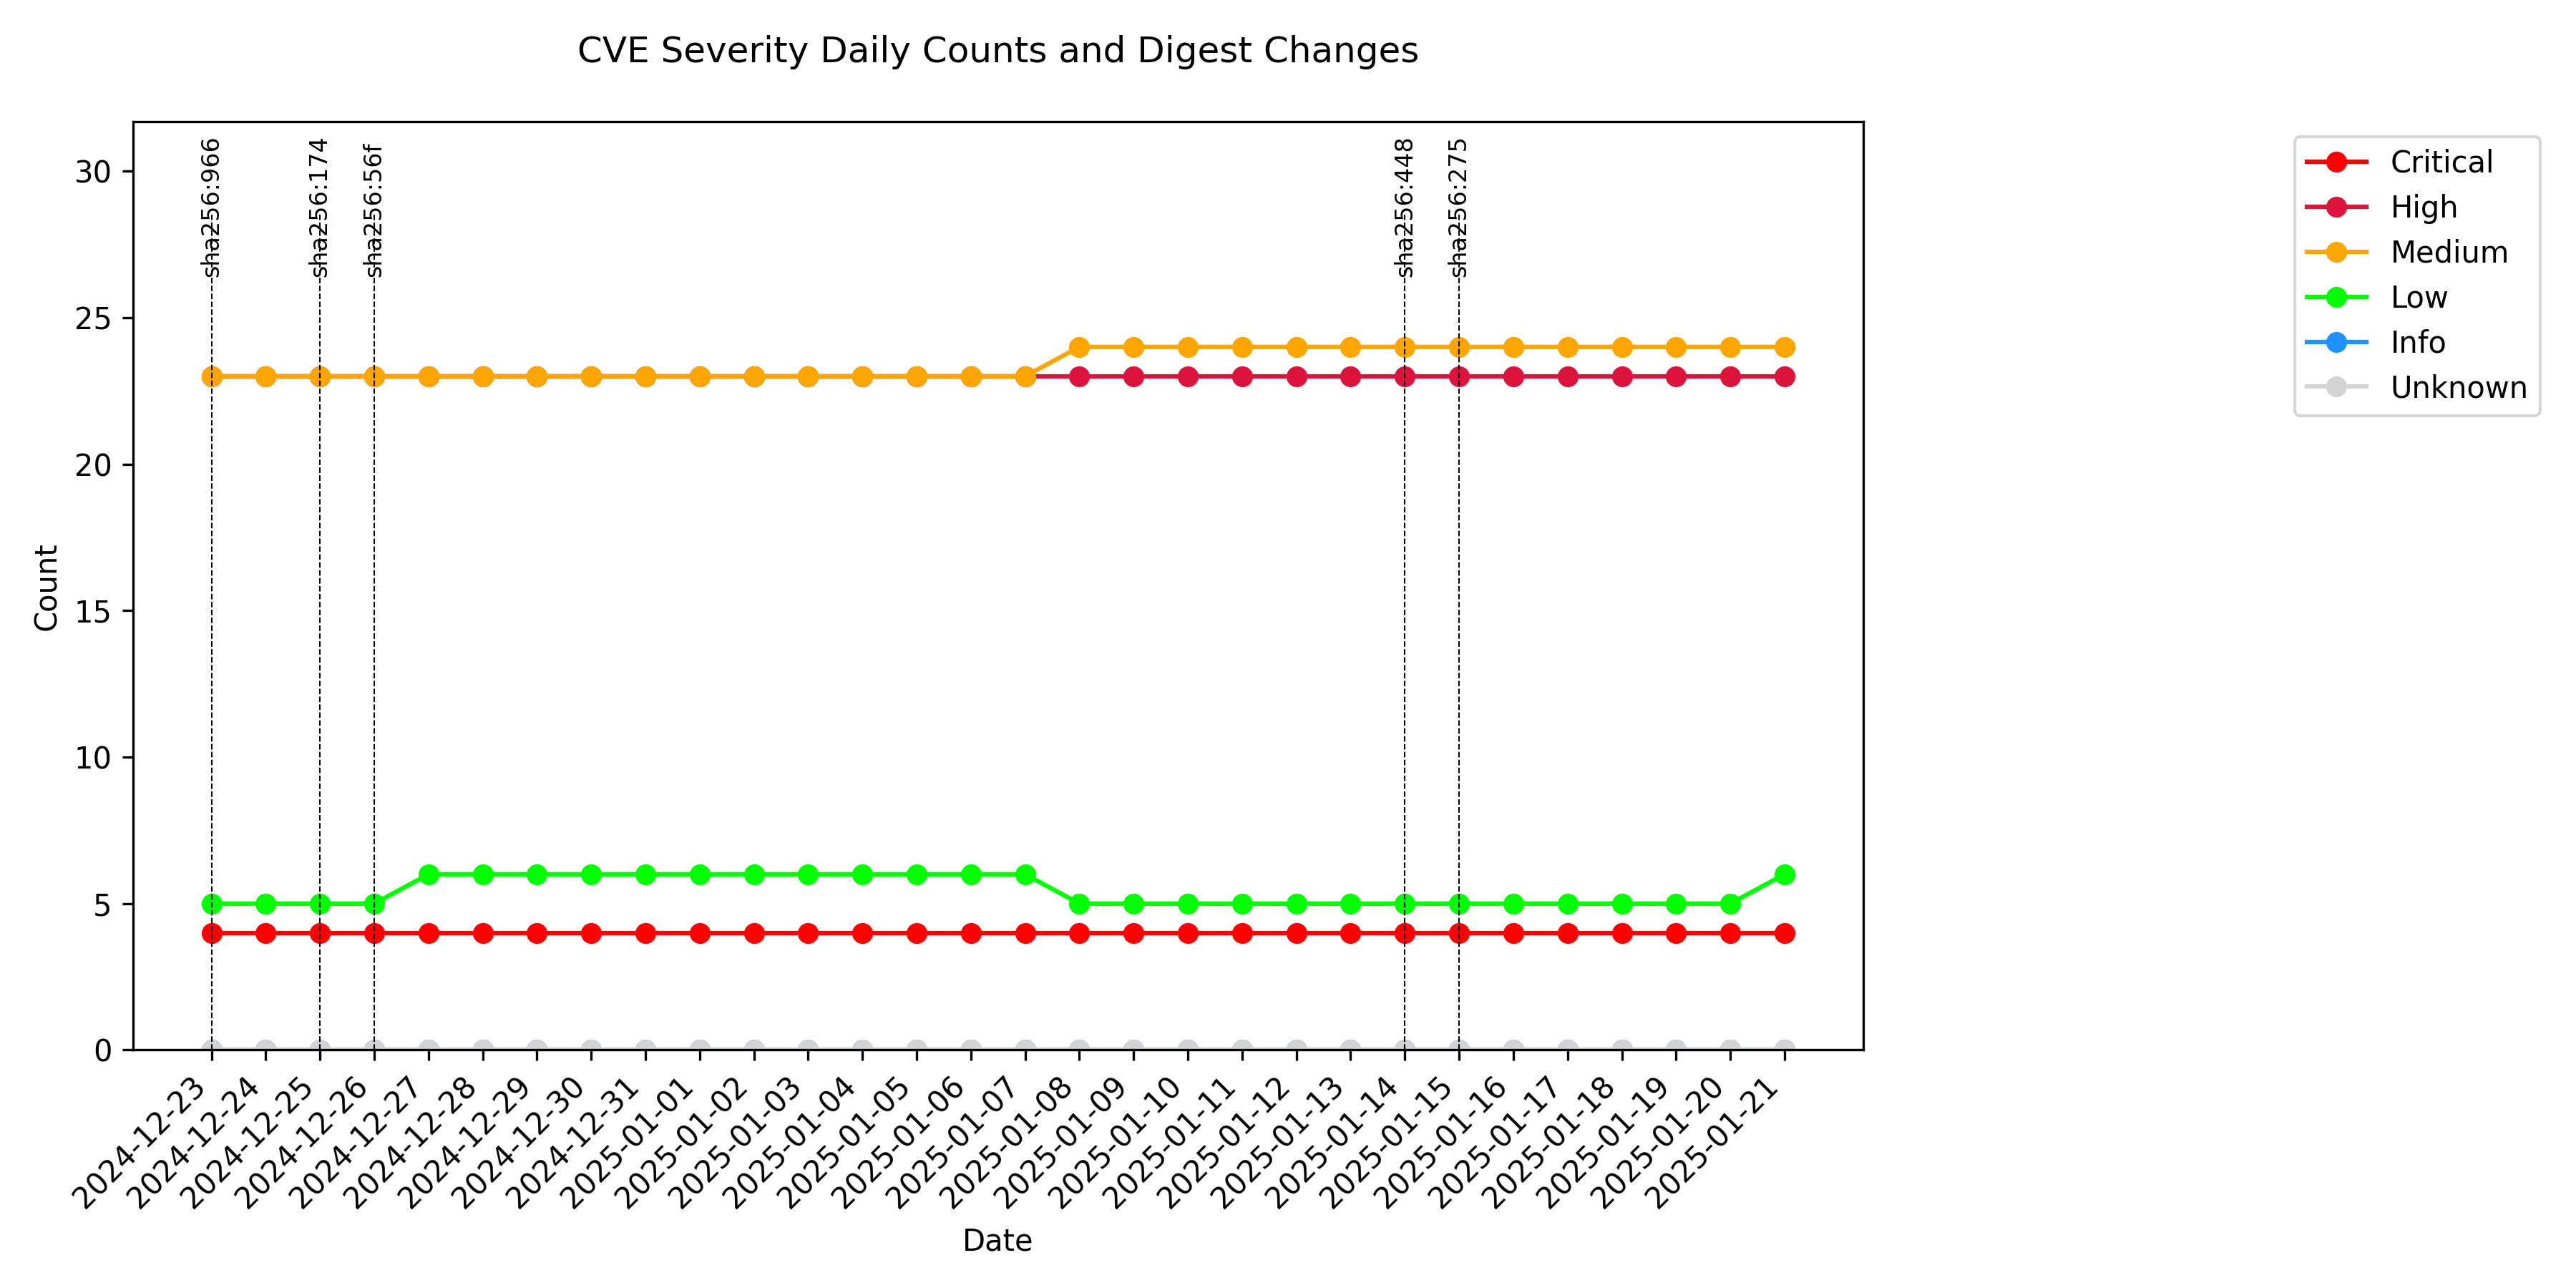 CVE Severity Daily Counts and Digest Changes
sha256:966
sha256:174
sha256:56f
sha256:448
sha256:275
Critical
High
Medium
Low
Info
Unknown
30
25
20
15
10
5
0
Count
2024-12-23
2024-12-24
2024-12-25
2024-12-26
2024-12-27
2024-12-28
2024-12-29
2024-12-30
2024-12-31
2025-01-01
2025-01-02
2025-01-03
2025-01-04
2025-01-05
2025-01-06
2025-01-07
2025-01-08
2025-01-09
2025-01-10
2025-01-11
2025-01-12
2025-01-13
2025-01-14
2025-01-15
2025-01-16
2025-01-17
2025-01-18
2025-01-19
2025-01-20
2025-01-21
Date